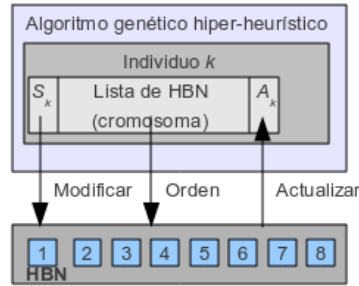 Algoritmo genético hiper-heurístico
Individuo k
Sk Lista de HBN Ak
(cromosoma)
Modificar Orden Actualizar
1 2 3 4 5 6 7 8
HBN